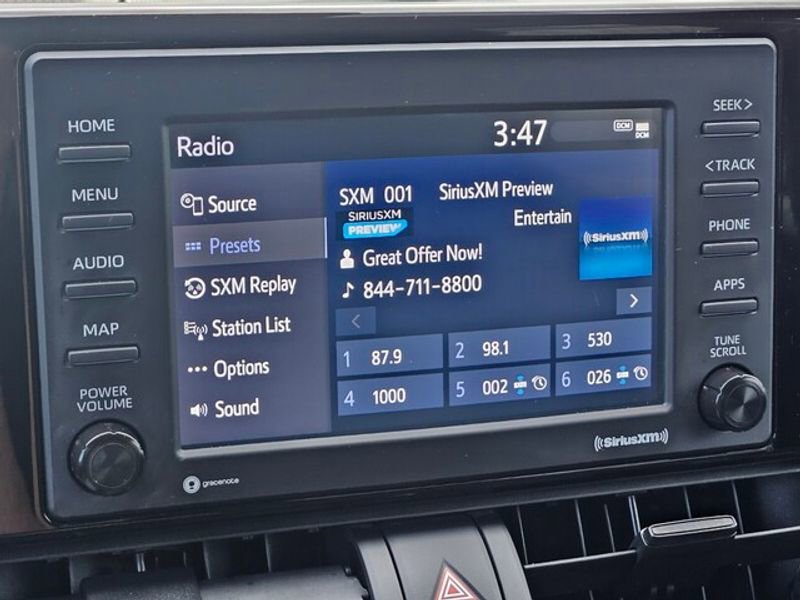 HOME
MENU
AUDIO
MAP
POWER
VOLUME
Radio
3:47
DCM
DCM
Source
Presets
SXM Replay
Station List
Options
Sound
SXM 001 SiriusXM Preview
SIRIUSXM
PREVIEW
Entertain
Great Offer Now!
844-711-8800
((SiriusXM))
1 87.9
2 98.1
3 530
4 1000
5 002
6 026
SEEK >
< TRACK
PHONE
APPS
TUNE
SCROLL
gracenote
((SiriusXM))